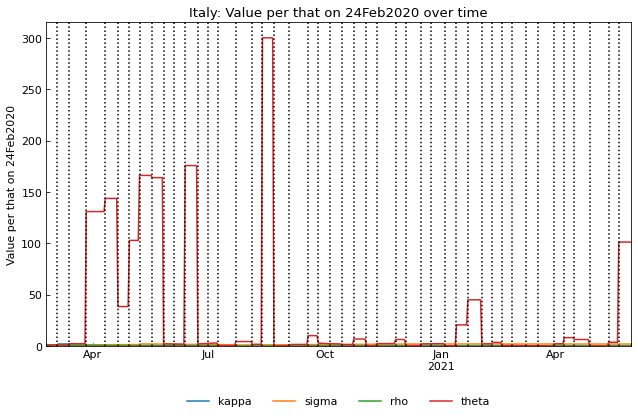 Italy: Value per that on 24Feb2020 over time
Value per that on 24Feb2020
300
250
200
150
100
50
0
Apr Jul Oct Jan Apr
2021
kappa sigma rho theta